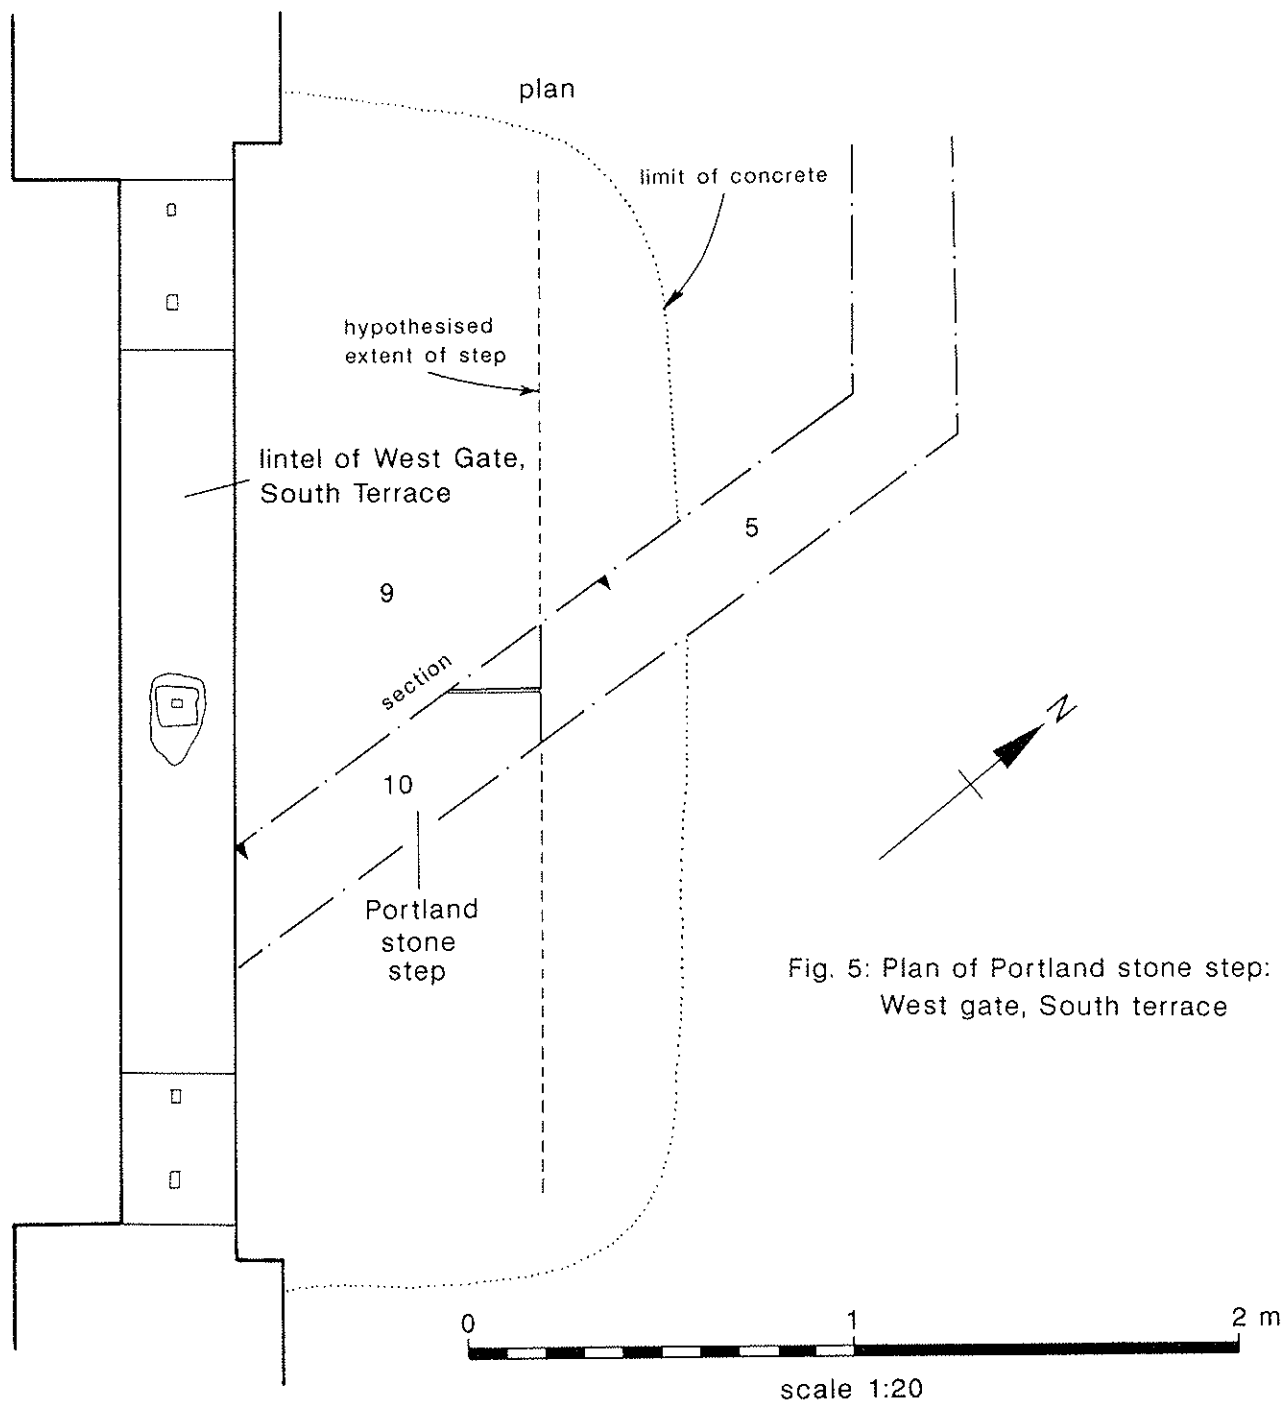 plan
limit of concrete
hypothesised
extent of step
lintel of West Gate,
South Terrace
5
9
section
N
10
Portland
stone
step
Fig. 5: Plan of Portland stone step:
West gate, South terrace
0 1 2 m
scale 1:20